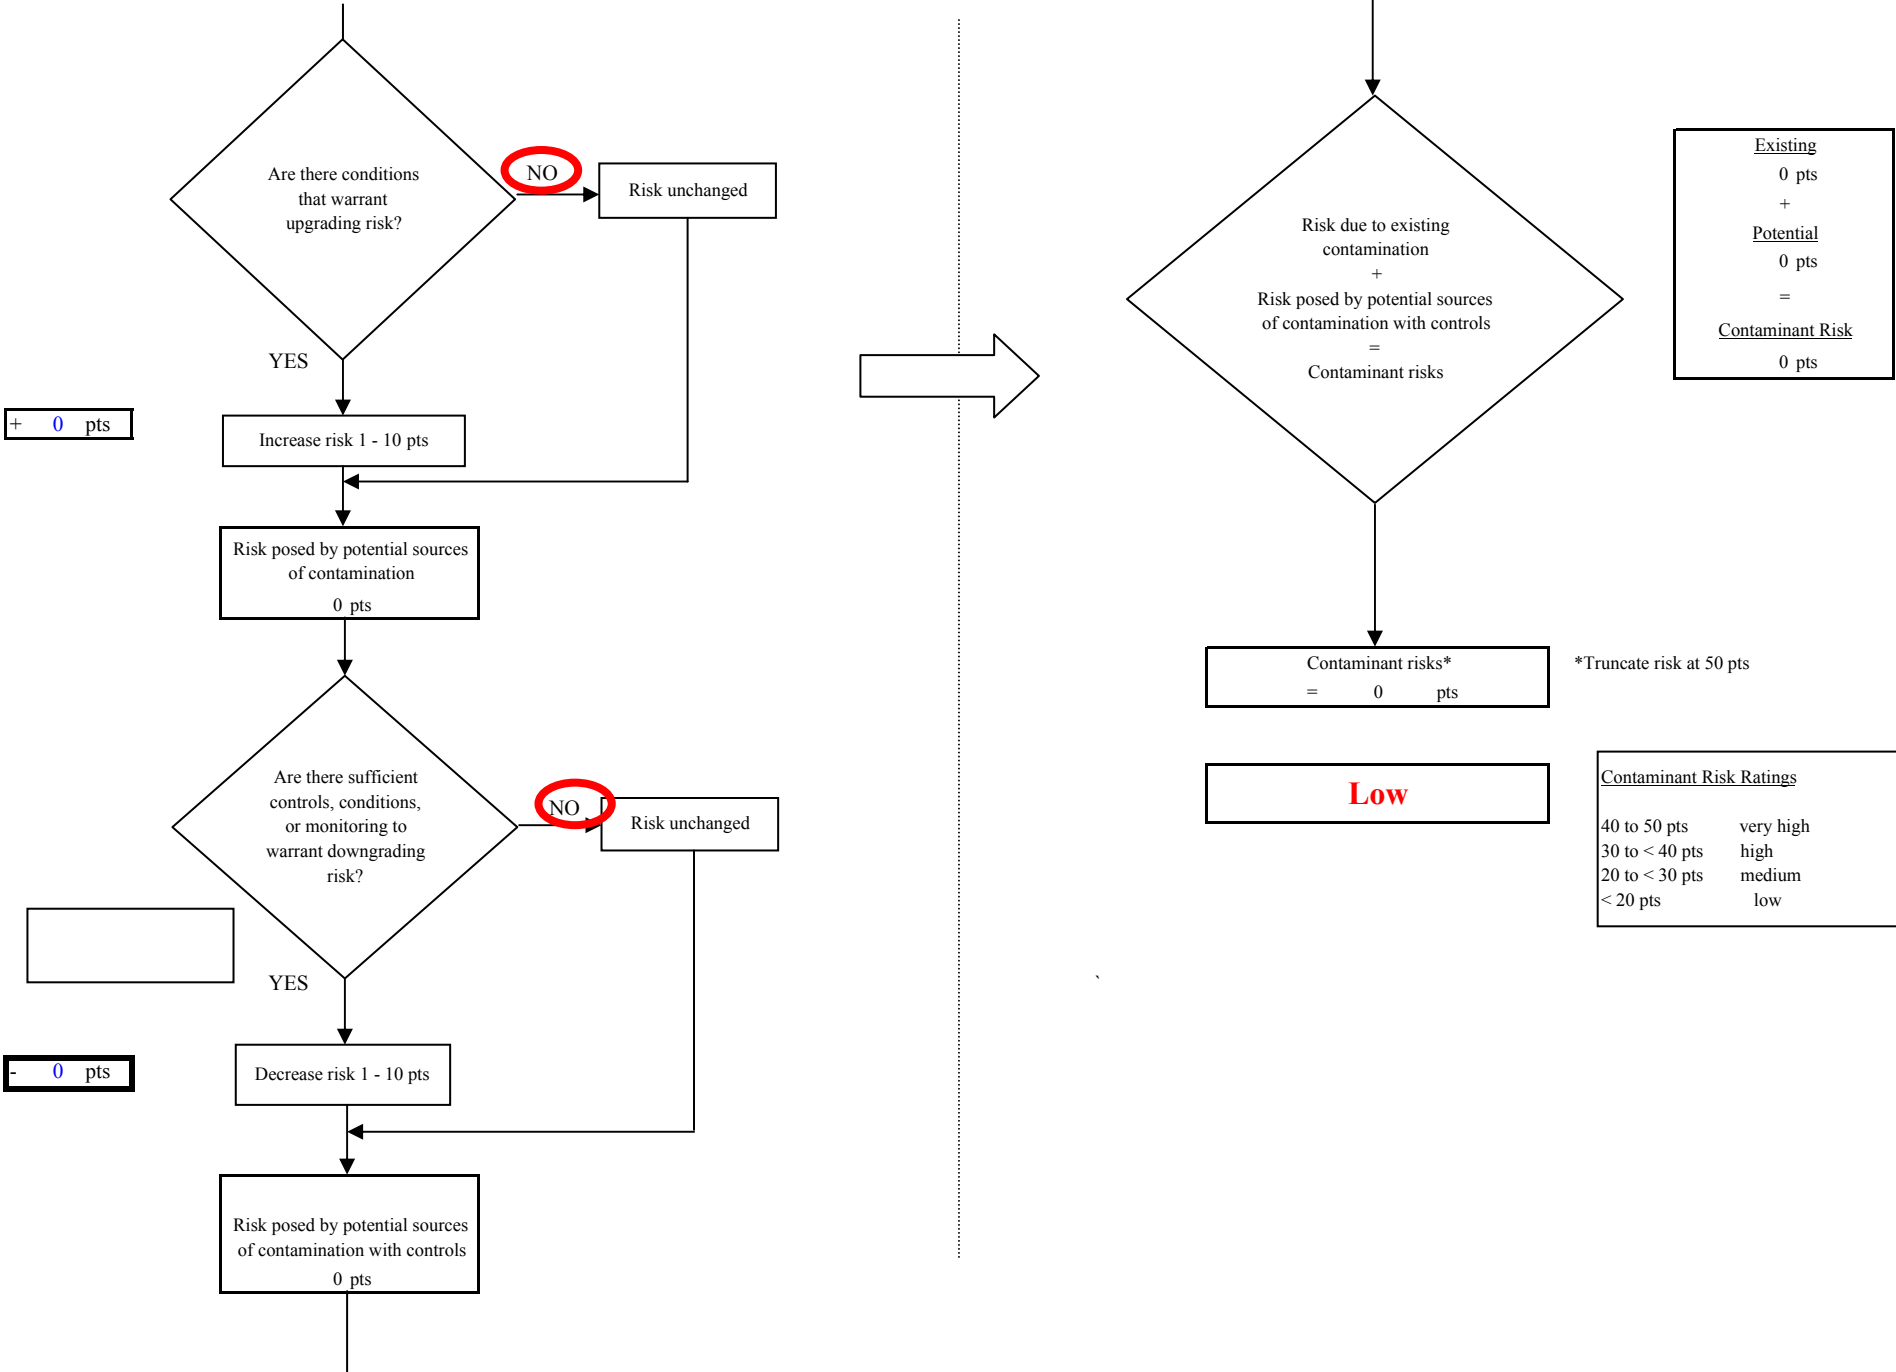 Are there conditions
that warrant
upgrading risk?
NO
Risk unchanged
YES
+ 0 pts
Increase risk 1 - 10 pts
Risk posed by potential sources
of contamination
0 pts
Are there sufficient
controls, conditions,
or monitoring to
warrant downgrading
risk?
NO
Risk unchanged
YES
- 0 pts
Decrease risk 1 - 10 pts
Risk posed by potential sources
of contamination with controls
0 pts
Risk due to existing
contamination
+
Risk posed by potential sources
of contamination with controls
=
Contaminant risks
Existing
0 pts
+
Potential
0 pts
=
Contaminant Risk
0 pts
Contaminant risks*
= 0 pts
*Truncate risk at 50 pts
Low
Contaminant Risk Ratings
40 to 50 pts very high
30 to < 40 pts high
20 to < 30 pts medium
< 20 pts low
`